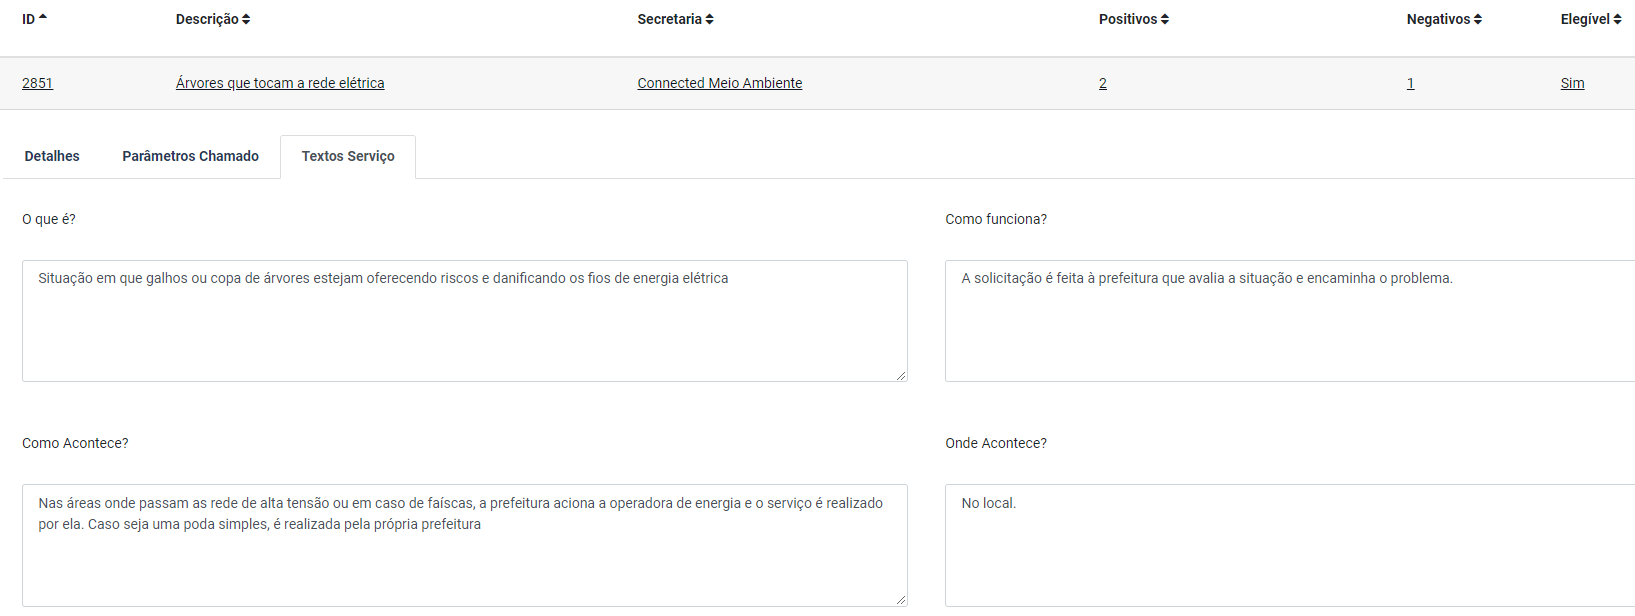 ID Descrição Secretaria Positivos Negativos Elegível
2851 Árvores que tocam a rede elétrica Connected Meio Ambiente 2 1 Sim
Detalhes Parâmetros Chamado Textos Serviço
O que é? Como funciona?
Situação em que galhos ou copa de árvores estejam oferecendo riscos e danificando os fios de energia elétrica
A solicitação é feita à prefeitura que avalia a situação e encaminha o problema.
Como Acontece? Onde Acontece?
Nas áreas onde passam as rede de alta tensão ou em caso de faíscas, a prefeitura aciona a operadora de energia e o serviço é realizado
por ela. Caso seja uma poda simples, é realizada pela própria prefeitura
No local.